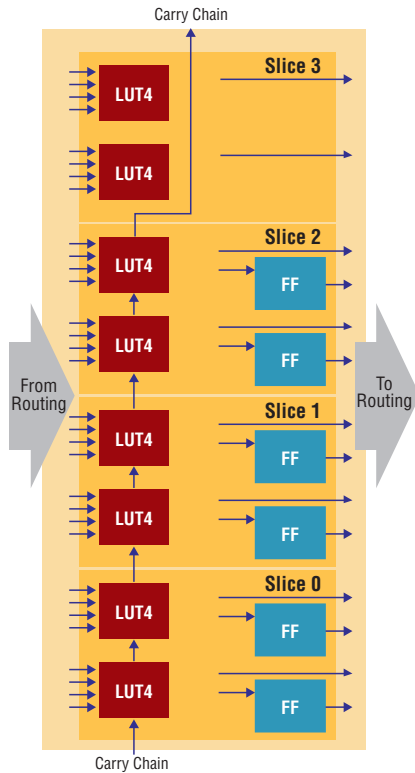 Carry Chain
Slice 3
LUT4
LUT4
Slice 2
LUT4
FF
LUT4
FF
From
Routing
To
Routing
Slice 1
LUT4
FF
LUT4
FF
Slice 0
LUT4
FF
LUT4
FF
Carry Chain